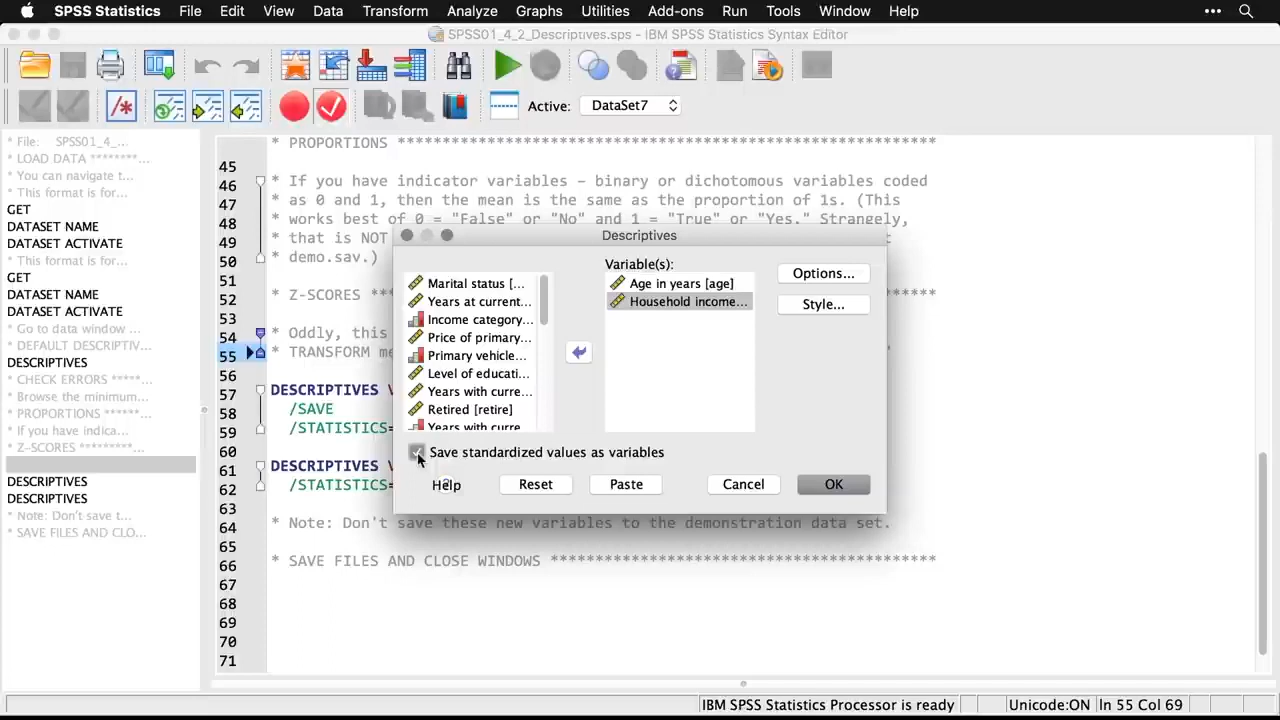 SPSS Statistics File Edit View Data Transform Analyze Graphs Utilities Add-ons Run Tools Window Help
SPSS01_4_2_Descriptives.sps - IBM SPSS Statistics Syntax Editor
Active: DataSet7
* File: SPSS01_4_...
* LOAD DATA ********...
* You can navigate t...
* This format is for...
GET
DATASET NAME
DATASET ACTIVATE
* This format is for...
GET
DATASET NAME
DATASET ACTIVATE
* Go to data window ...
* DEFAULT DESCRIPTIV...
DESCRIPTIVES
* CHECK ERRORS *****...
* Browse the minimum...
* PROPORTIONS ******...
* If you have indica...
* Z-SCORES *********...
DESCRIPTIVES
DESCRIPTIVES
* Note: Don't save t...
* SAVE FILES AND CLO...
45
46
47
48
49
50
51
52
53
54
55
56
57
58
59
60
61
62
63
64
65
66
67
68
69
70
71
* PROPORTIONS *******************************************************
* If you have indicator variables – binary or dichotomous variables coded
* as 0 and 1, then the mean is the same as the proportion of 1s. (This
* works best of 0 = "False" or "No" and 1 = "True" or "Yes." Strangely,
* that is NOT
* demo.sav.)
* Z-SCORES
* Oddly, this
* TRANSFORM me
DESCRIPTIVES V
/SAVE
/STATISTICS=
DESCRIPTIVES V
/STATISTICS=
* Note: Don't save these new variables to the demonstration data set.
* SAVE FILES AND CLOSE WINDOWS *******************************************
Descriptives
Marital status [...
Years at current...
Income category...
Price of primary...
Primary vehicle...
Level of educati...
Years with curre...
Retired [retire]
Years with curre
Variable(s):
Age in years [age]
Household income...
Options...
Style...
Save standardized values as variables
Help Reset Paste Cancel OK
IBM SPSS Statistics Processor is ready Unicode:ON In 55 Col 69